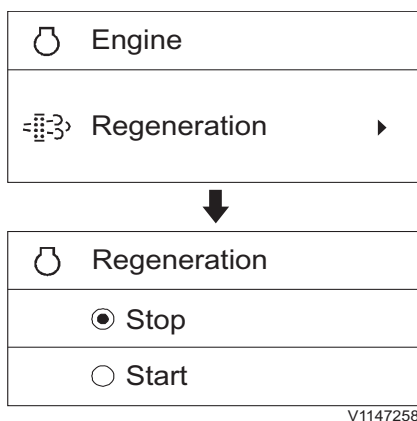 Engine
Regeneration
Regeneration
Stop
Start
V1147258